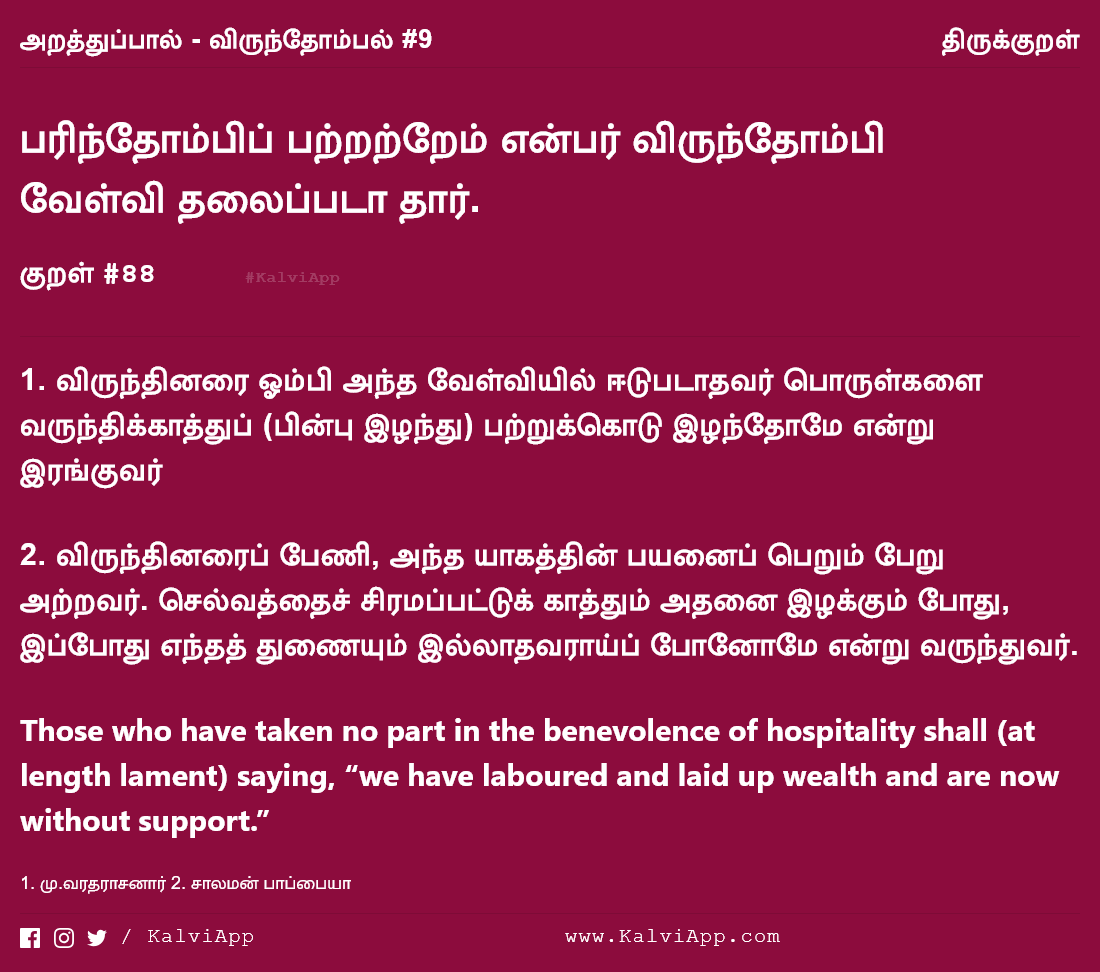 அறத்துப்பால் - விருந்தோம்பல் #9
திருக்குறள்
பரிந்தோம்பிப் பற்றற்றேம் என்பர் விருந்தோம்பி
வேள்வி தலைப்படா தார்.
குறள் #88
#KalviApp
1. விருந்தினரை ஓம்பி அந்த வேள்வியில் ஈடுபடாதவர் பொருள்களை
வருந்திக்காத்துப் (பின்பு இழந்து) பற்றுக்கொடு இழந்தோமே என்று
இரங்குவர்
2. விருந்தினரைப் பேணி, அந்த யாகத்தின் பயனைப் பெறும் பேறு
அற்றவர். செல்வத்தைச் சிரமப்பட்டுக் காத்தும் அதனை இழக்கும் போது,
இப்போது எந்தத் துணையும் இல்லாதவராய்ப் போனோமே என்று வருந்துவர்.
Those who have taken no part in the benevolence of hospitality shall (at
length lament) saying, “we have laboured and laid up wealth and are now
without support.”
1. மு.வரதராசனார் 2. சாலமன் பாப்பையா
/ KalviApp
www.KalviApp.com